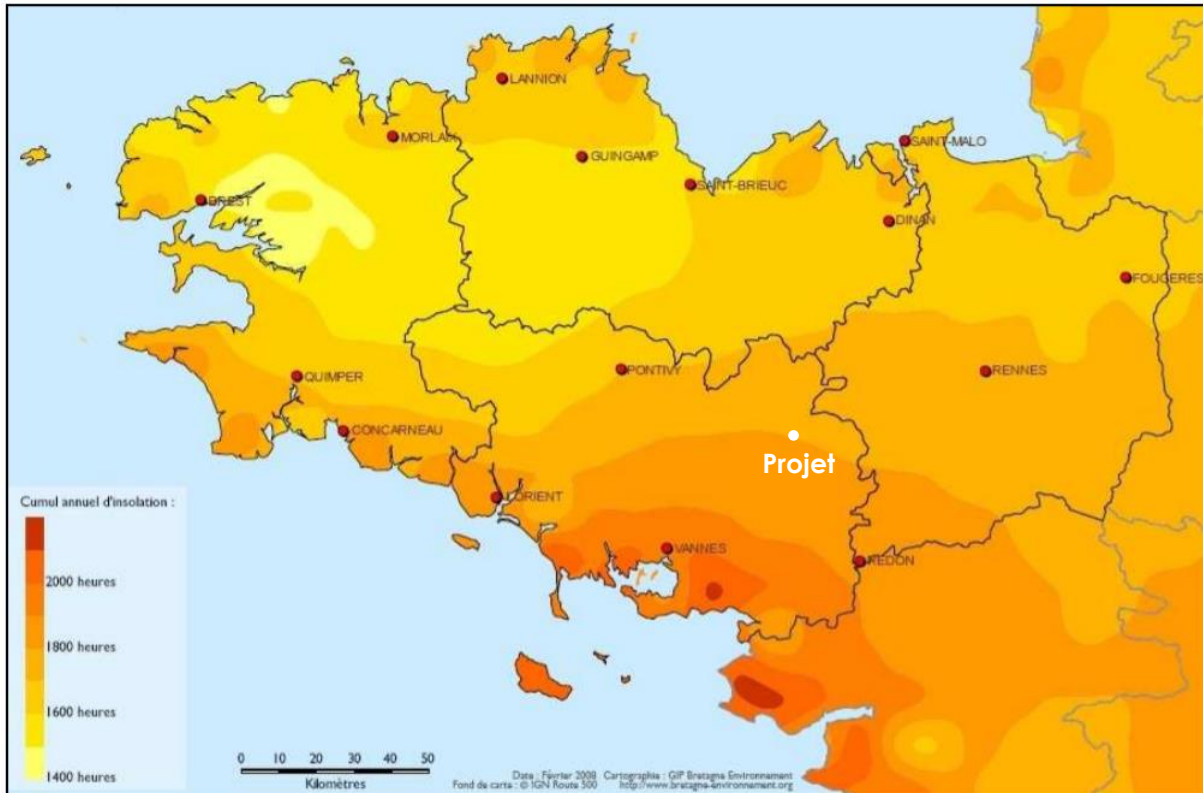 LANNION
MORLAIX
GUINGAMP
SAINT-MALO
SAINT-BRIEUC
BREST
DINAN
FOUGERES
PONTIVY
RENNES
QUIMPER
CONCARNEAU
Projet
LORIENT
VANNES
REDON
Cumul annuel d'insolation :
2000 heures
1800 heures
1600 heures
1400 heures
0 10 20 30 40 50
Kilomètres
Date : Février 2008 Cartographie : GIP Bretagne Environnement
Fond de carte : © IGN Route 500 http://www.bretagne-environnement.org